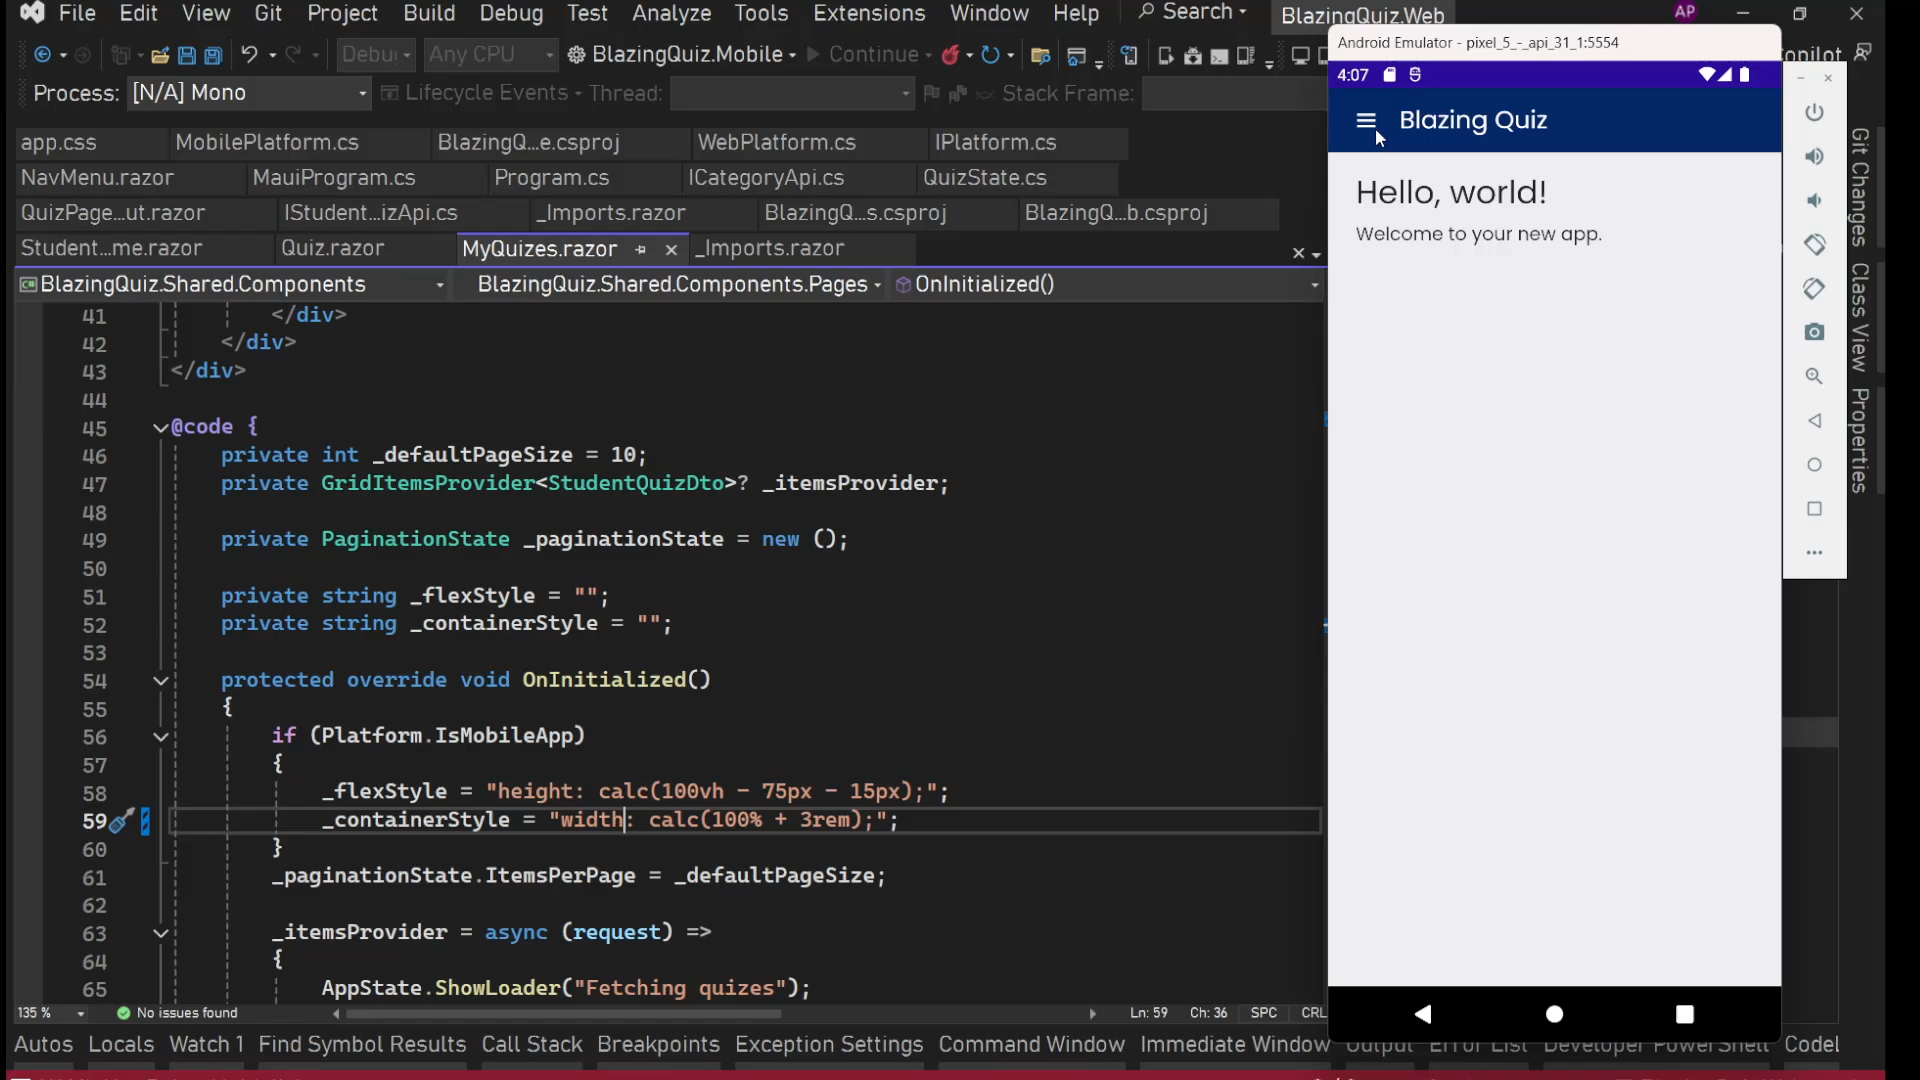 File Edit View Git Project Build Debug Test Analyze Tools Extensions Window Help Search BlazingQuiz.Web AP
Debu Any CPU BlazingQuiz.Mobile Continue
Process: [N/A] Mono Lifecycle Events Thread: Stack Frame:
app.css MobilePlatform.cs BlazingQ...e.csproj WebPlatform.cs IPlatform.cs
NavMenu.razor MauiProgram.cs Program.cs ICategoryApi.cs QuizState.cs
QuizPage...ut.razor IStudent...izApi.cs _Imports.razor BlazingQ...s.csproj BlazingQ...b.csproj
Student...me.razor Quiz.razor MyQuizes.razor _Imports.razor
BlazingQuiz.Shared.Components BlazingQuiz.Shared.Components.Pages OnInitialized()
41 </div>
42 </div>
43 </div>
44
45 @code {
46 private int _defaultPageSize = 10;
47 private GridItemsProvider<StudentQuizDto>? _itemsProvider;
48
49 private PaginationState _paginationState = new ();
50
51 private string _flexStyle = "";
52 private string _containerStyle = "";
53
54 protected override void OnInitialized()
55 {
56 if (Platform.IsMobileApp)
57 {
58 _flexStyle = "height: calc(100vh - 75px - 15px);";
59 _containerStyle = "width: calc(100% + 3rem);";
60 }
61 _paginationState.ItemsPerPage = _defaultPageSize;
62
63 _itemsProvider = async (request) =>
64 {
65 AppState.ShowLoader("Fetching quizes");
135 % No issues found Ln: 59 Ch: 36 SPC CRL
Autos Locals Watch 1 Find Symbol Results Call Stack Breakpoints Exception Settings Command Window Immediate Window Output Error List Developer PowerShell Codel
Android Emulator - pixel_5_-_api_31_1:5554
4:07
Blazing Quiz
Hello, world!
Welcome to your new app.
Git Changes
Class View
Properties